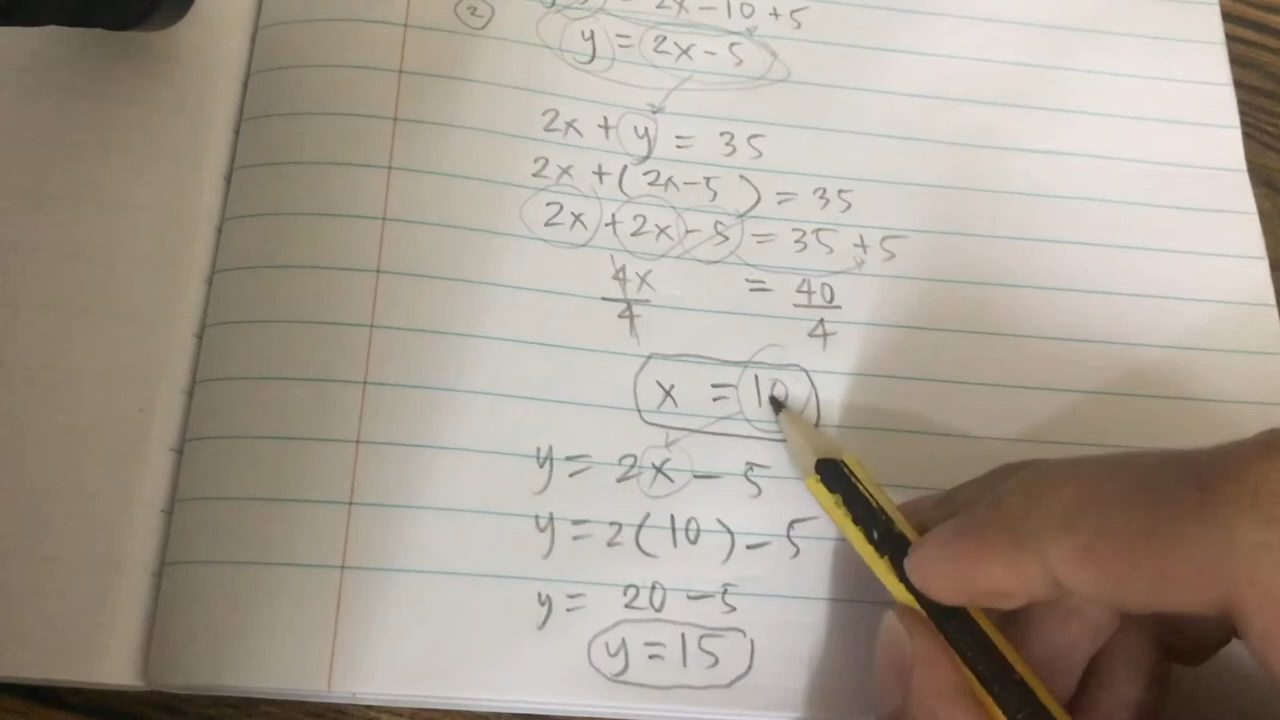 ② = 2x-10+5
y = 2x-5
2x + y = 35
2x +(2x-5) = 35
2x +2x -5 = 35 +5
4x/4 = 40/4
x = 10
y = 2x - 5
y = 2(10) - 5
y = 20 - 5
y = 15